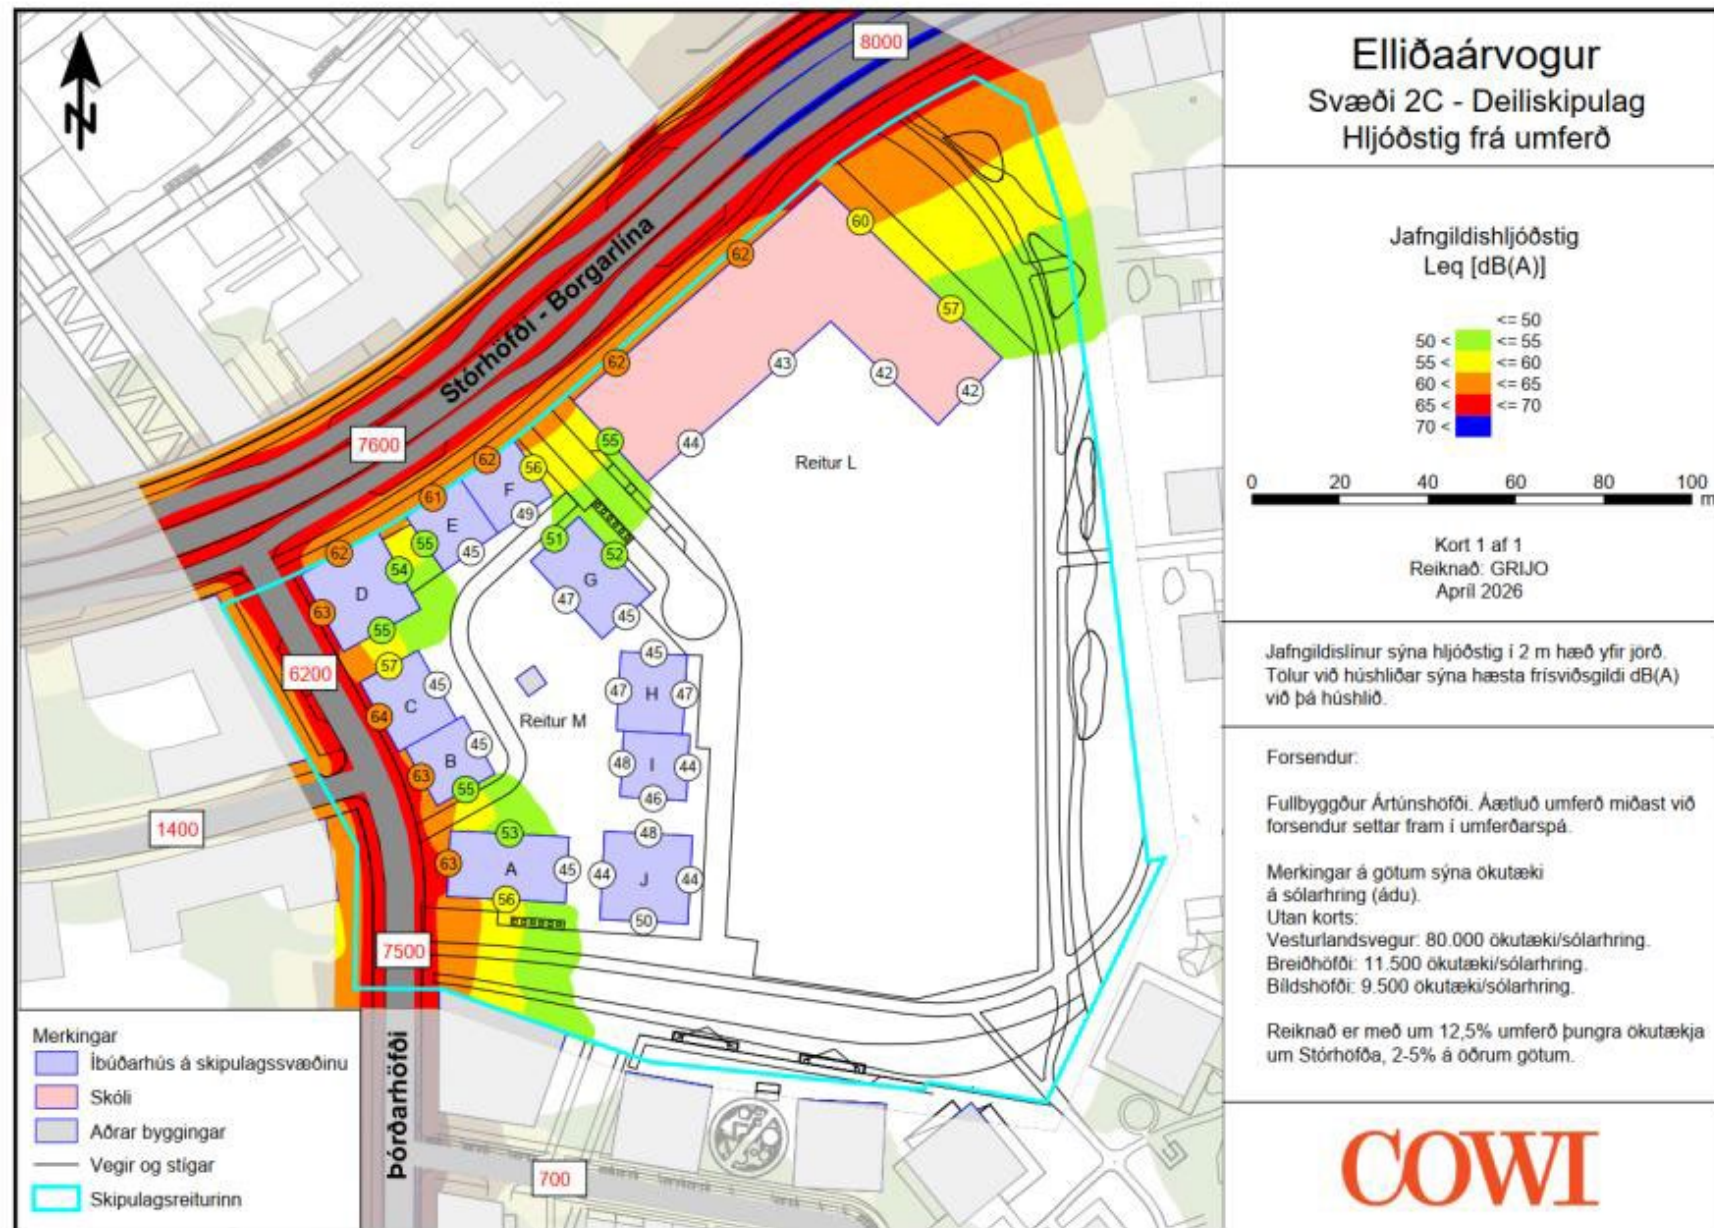 Elliðaárvogur
Svæði 2C - Deiliskipulag
Hljóðstig frá umferð
Jafngildishljóðstig
Leq [dB(A)]
<= 50
50 < <= 55
55 < <= 60
60 < <= 65
65 < <= 70
70 <
0 20 40 60 80 100
m
Kort 1 af 1
Reiknað: GRIJO
Apríl 2026
Jafngildislínur sýna hljóðstig í 2 m hæð yfir jörð.
Tölur við húshliðar sýna hæsta frísviðsgildi dB(A)
við þá húshlið.
Forsendur:
Fullbyggður Ártúnshöfði. Áætluð umferð miðast við
forsendur settar fram í umferðarspá.
Merkingar á götum sýna ökutæki
á sólarhring (ádu).
Utan korts:
Vesturlandsvegur: 80.000 ökutæki/sólarhring.
Breiðhöfði: 11.500 ökutæki/sólarhring.
Bíldshöfði: 9.500 ökutæki/sólarhring.
Reiknað er með um 12,5% umferð þungra ökutækja
um Stórhöfða, 2-5% á öðrum götum.
COWI
N
8000
Stórhöfði - Borgarlína
7600
6200
1400
7500
700
Þórðarhöfði
60
62
57
62
43
42
42
55
44
Reitur L
62
56
F
49
61
E
55
45
62
54
D
63
55
51
52
G
47
45
57
45
C
64
45
B
63
55
Reitur M
45
47
H
47
48
I
44
46
53
63
A
45
56
48
44
J
44
50
Merkingar
Íbúðarhús á skipulagssvæðinu
Skóli
Aðrar byggingar
Vegir og stígar
Skipulagsreiturinn